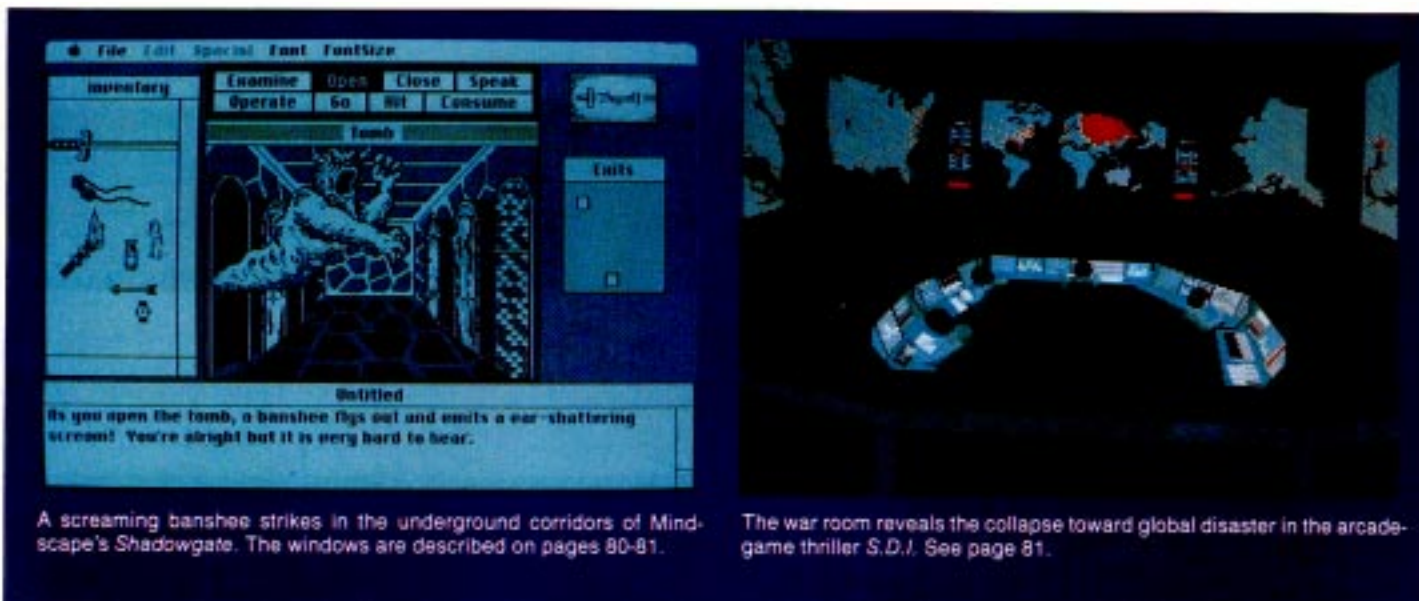 File Edit Special Font FontSize
inventory
Examine Open Close Speak
Operate Go Hit Consume
Tomb
Exits
Untitled
As you open the tomb, a banshee flys out and emits a ear-shattering
scream! You're alright but it is very hard to hear.
A screaming banshee strikes in the underground corridors of Mind-
scape's Shadowgate. The windows are described on pages 80-81.
The war room reveals the collapse toward global disaster in the arcade-
game thriller S.D.I. See page 81.